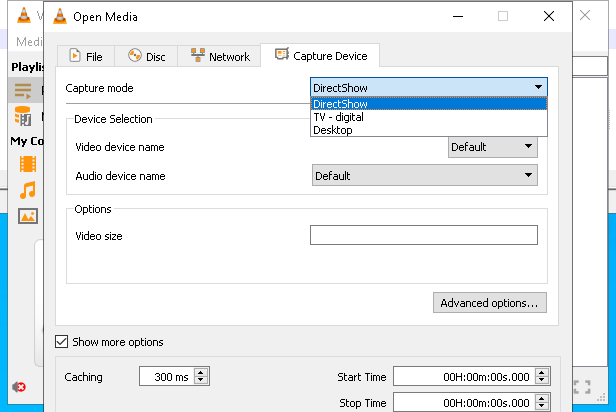 V
Open Media
Medi
File
Disc
Network
Capture Device
Playlis
Capture mode
DirectShow
DirectShow
TV - digital
Desktop
Device Selection
Video device name
Default
My Co
Audio device name
Default
Options
Video size
Advanced options...
Show more options
Caching
300 ms
Start Time
00H:00m:00s.000
Stop Time
00H:00m:00s.000